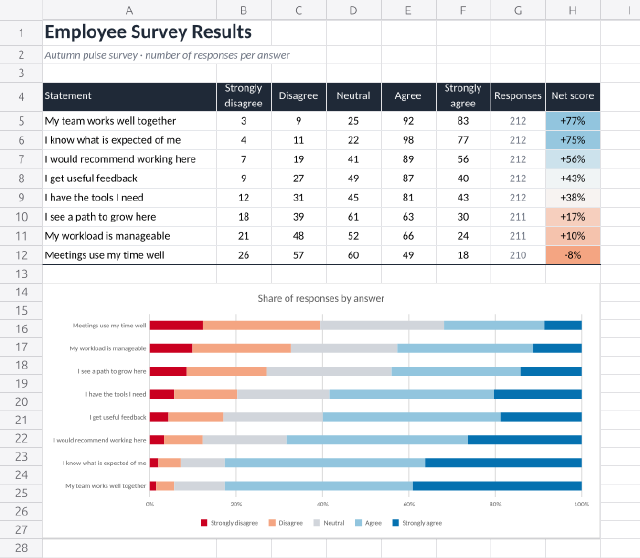 A B C D E F G H I
1 Employee Survey Results
2 Autumn pulse survey · number of responses per answer
3
4 Statement Strongly disagree Disagree Neutral Agree Strongly agree Responses Net score
5 My team works well together 3 9 25 92 83 212 +77%
6 I know what is expected of me 4 11 22 98 77 212 +75%
7 I would recommend working here 7 19 41 89 56 212 +56%
8 I get useful feedback 9 27 49 87 40 212 +43%
9 I have the tools I need 12 31 45 81 43 212 +38%
10 I see a path to grow here 18 39 61 63 30 211 +17%
11 My workload is manageable 21 48 52 66 24 211 +10%
12 Meetings use my time well 26 57 60 49 18 210 -8%
13
14 Share of responses by answer
15
16 Meetings use my time well
17 My workload is manageable
18 I see a path to grow here
19
20 I have the tools I need
21 I get useful feedback
22 I would recommend working here
23 I know what is expected of me
24
25 My team works well together
26 0% 20% 40% 60% 80% 100%
27 Strongly disagree Disagree Neutral Agree Strongly agree
28